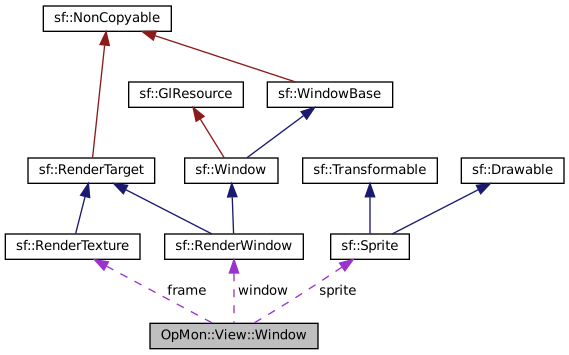 sf::NonCopyable
sf::GlResource
sf::WindowBase
sf::RenderTarget
sf::Window
sf::Transformable
sf::Drawable
sf::RenderTexture
sf::RenderWindow
sf::Sprite
frame
window
sprite
OpMon::View::Window